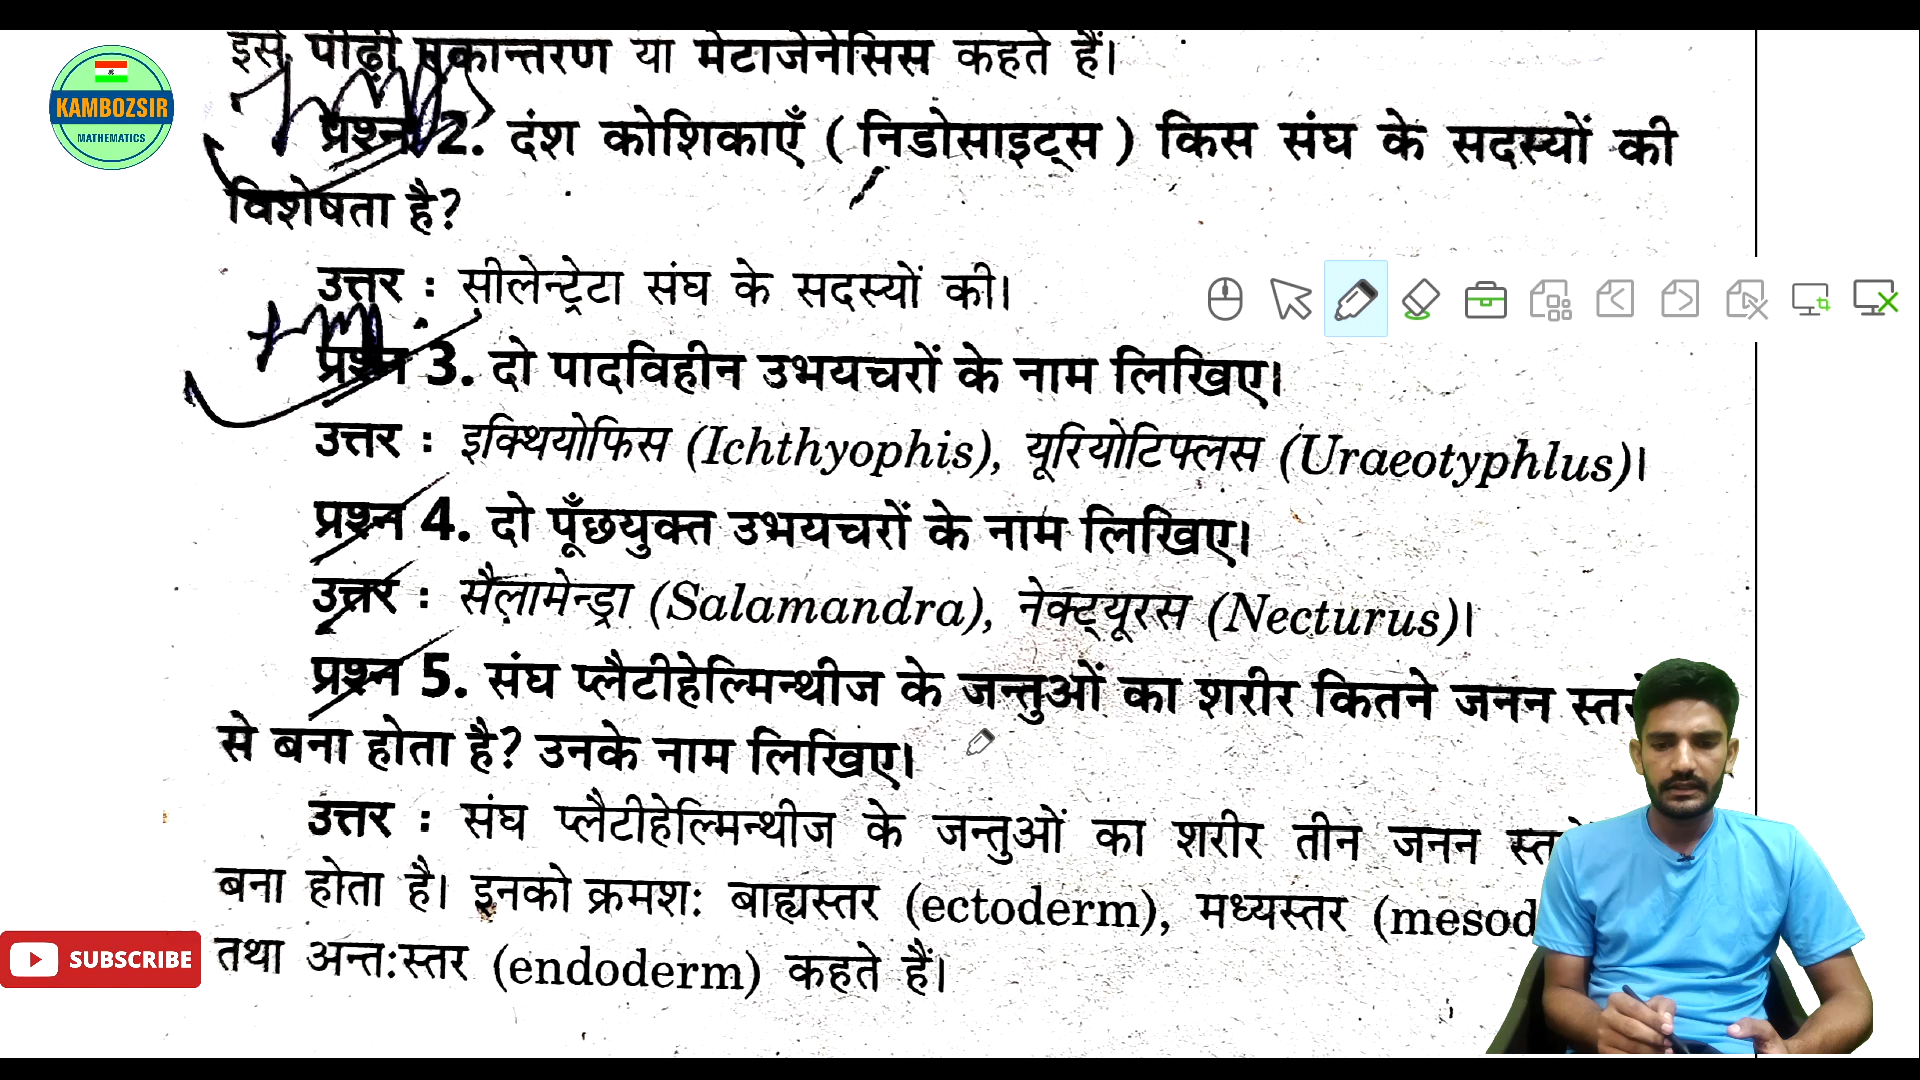 इसे पीढ़ी एकान्तरण या मेटाजेनेसिस कहते हैं।
KAMBOZSIR
MATHEMATICS
प्रश्न 2. दंश कोशिकाएँ ( निडोसाइट्स ) किस संघ के सदस्यों की
विशेषता है?
उत्तर : सीलेन्ट्रेटा संघ के सदस्यों की।
प्रश्न 3. दो पादविहीन उभयचरों के नाम लिखिए।
उत्तर : इक्थियोफिस (Ichthyophis), यूरियोटिफ्लस (Uraeotyphlus)।
प्रश्न 4. दो पूँछयुक्त उभयचरों के नाम लिखिए।
उत्तर : सैलामेन्ड्रा (Salamandra), नेक्ट्यूरस (Necturus)।
प्रश्न 5. संघ प्लैटीहेल्मिन्थीज के जन्तुओं का शरीर कितने जनन
से बना होता है? उनके नाम लिखिए।
उत्तर : संघ प्लैटीहेल्मिन्थीज के जन्तुओं का शरीर तीन जनन
बना होता है। इनको क्रमशः बाह्यस्तर (ectoderm), मध्यस्तर (mesod
SUBSCRIBE
तथा अन्तःस्तर (endoderm) कहते हैं।